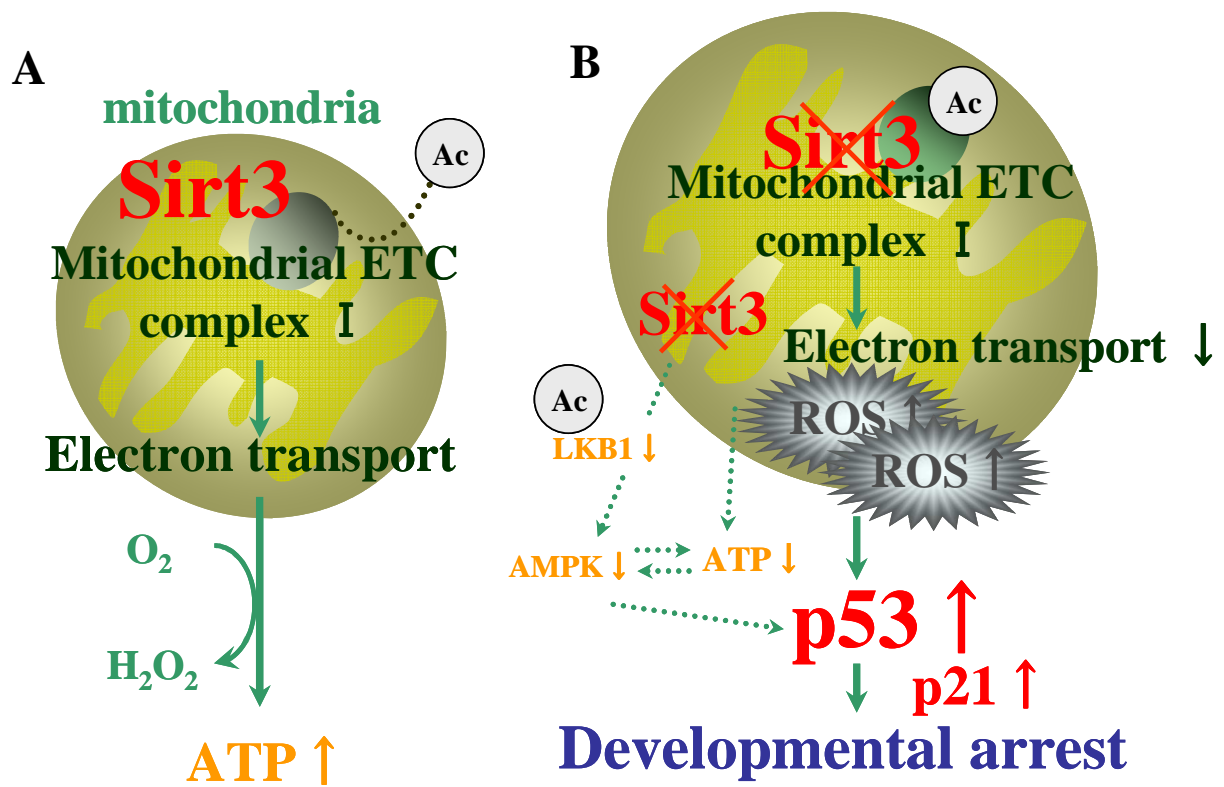 A
mitochondria
Sirt3
Ac
Mitochondrial ETC
complex I
Electron transport
O2
H2O2
ATP ↑
B
Ac
Sirt3
Mitochondrial ETC
complex I
Sirt3
Electron transport ↓
Ac
ROS ↑
LKB1 ↓
ROS ↑
AMPK ↓
ATP ↓
p53 ↑
p21 ↑
Developmental arrest